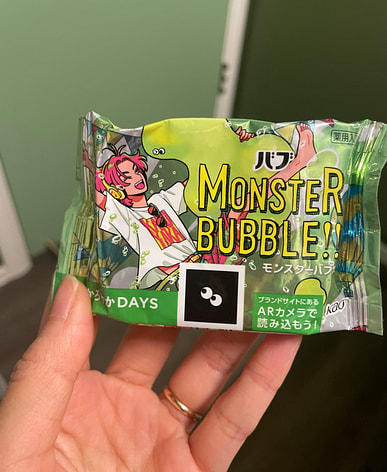 薬用
バブ
MONSTER
BUBBLE!!
モンスターバブ
DAYS
ブランドサイトにある
ARカメラで
読み込もう!
Kao